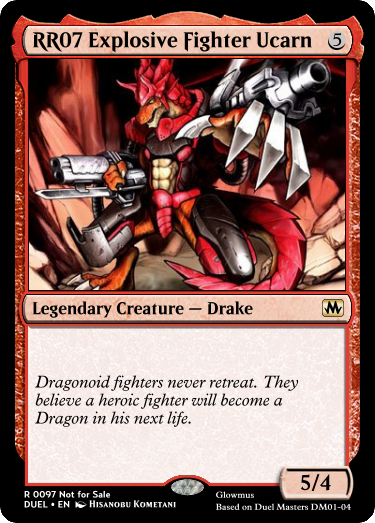 RR07 Explosive Fighter Ucarn 5
Legendary Creature — Drake
Dragonoid fighters never retreat. They
believe a heroic fighter will become a
Dragon in his next life.
5/4
R 0097 Not for Sale
DUEL • EN Hisanobu Kometani
Glowmus
Based on Duel Masters DM01-04